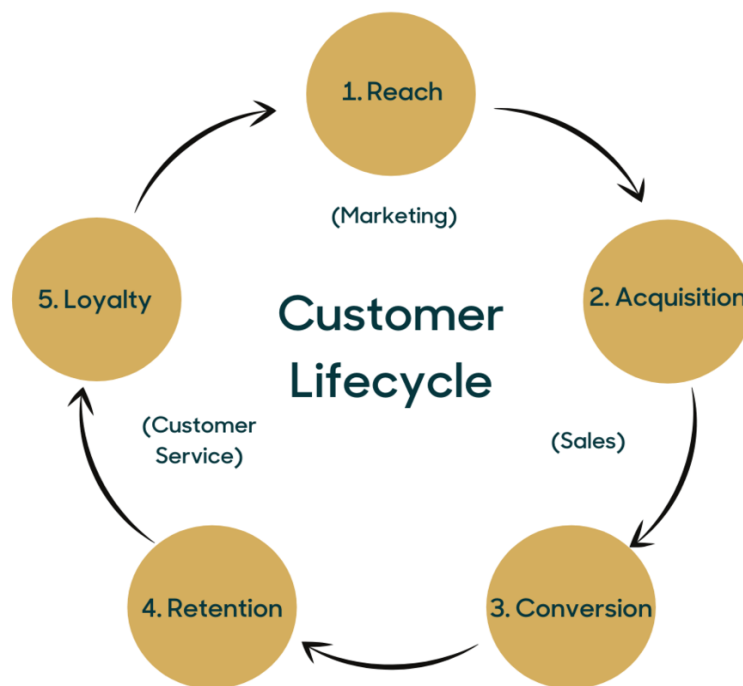 1. Reach
(Marketing)
2. Acquisition
5. Loyalty
Customer
Lifecycle
(Customer
Service)
(Sales)
4. Retention
3. Conversion